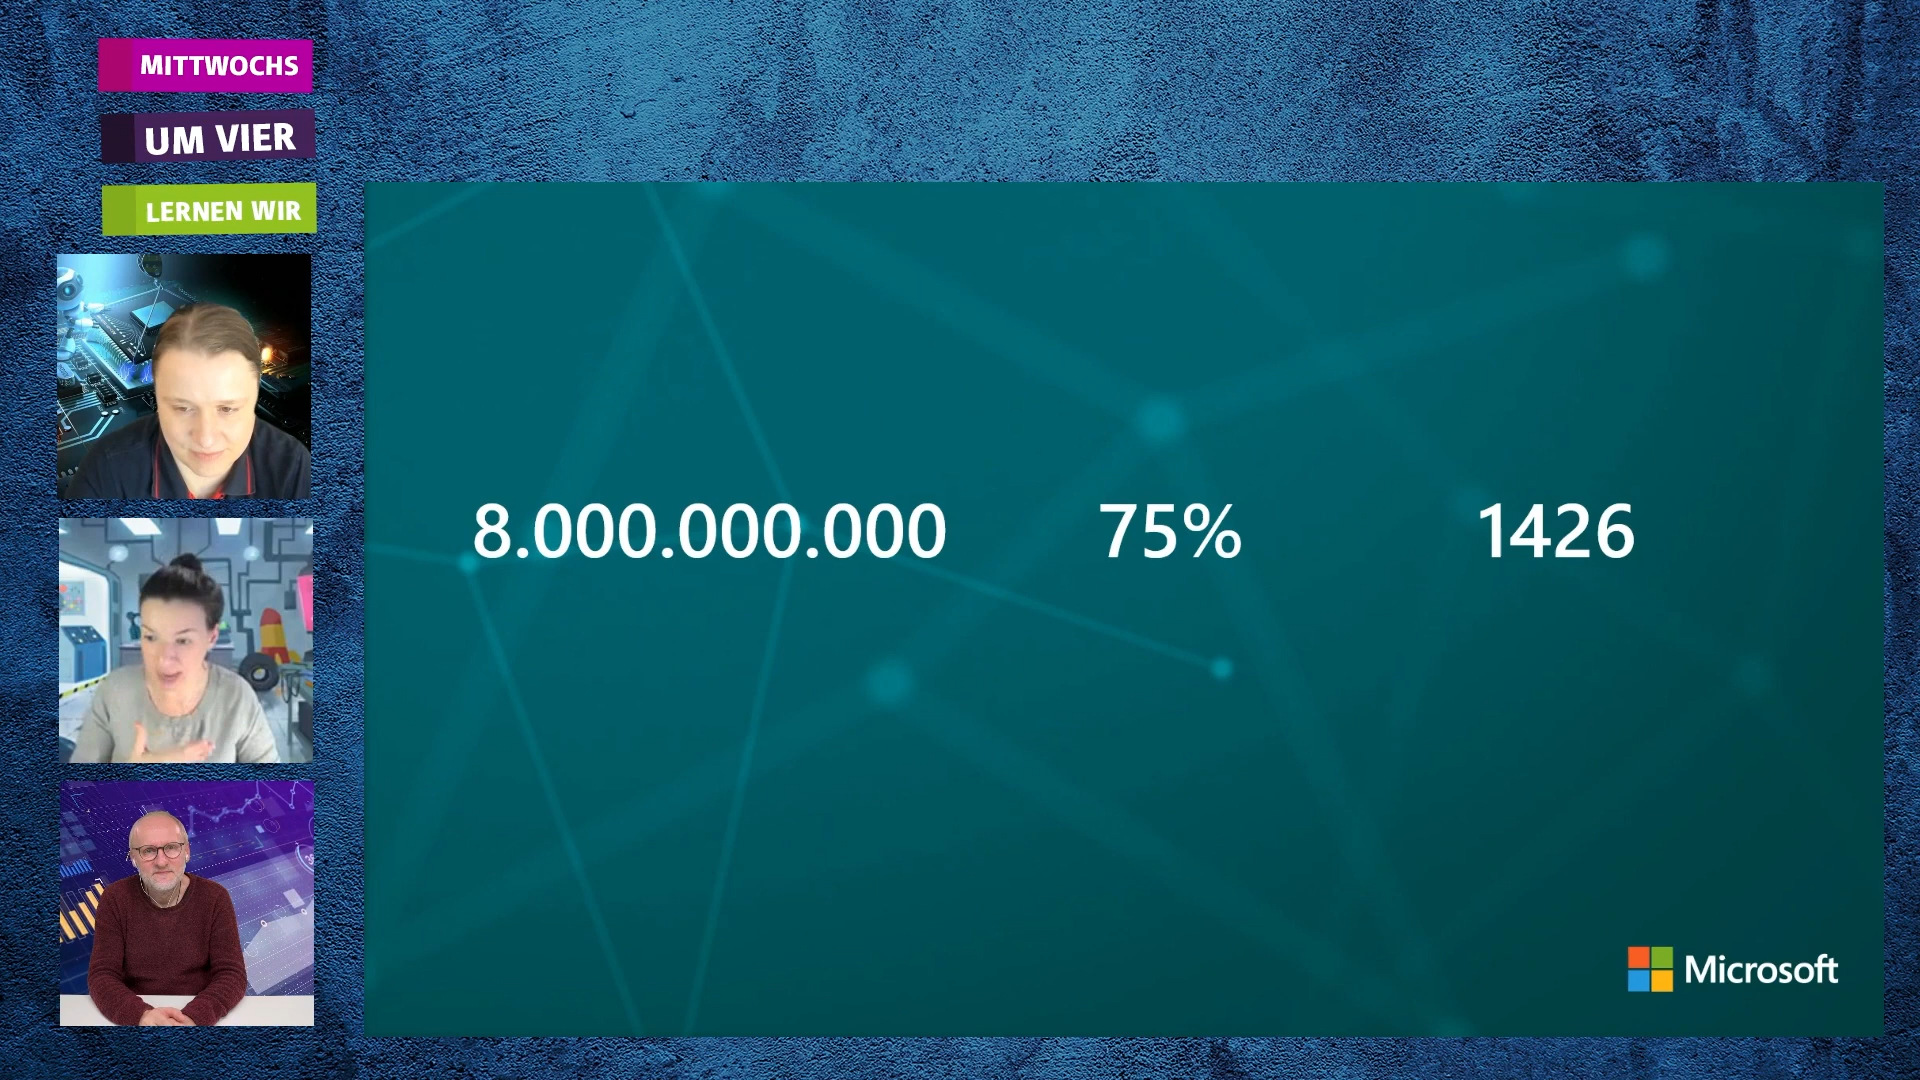 MITTWOCHS
UM VIER
LERNEN WIR
8.000.000.000 75% 1426
Microsoft